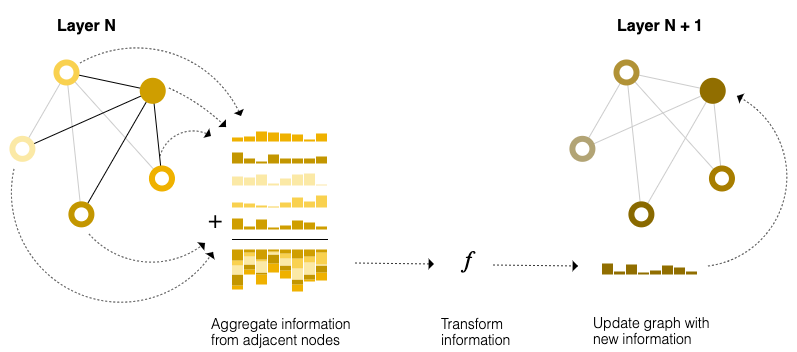 Layer N
Layer N + 1
+
f
Aggregate information
from adjacent nodes
Transform
information
Update graph with
new information